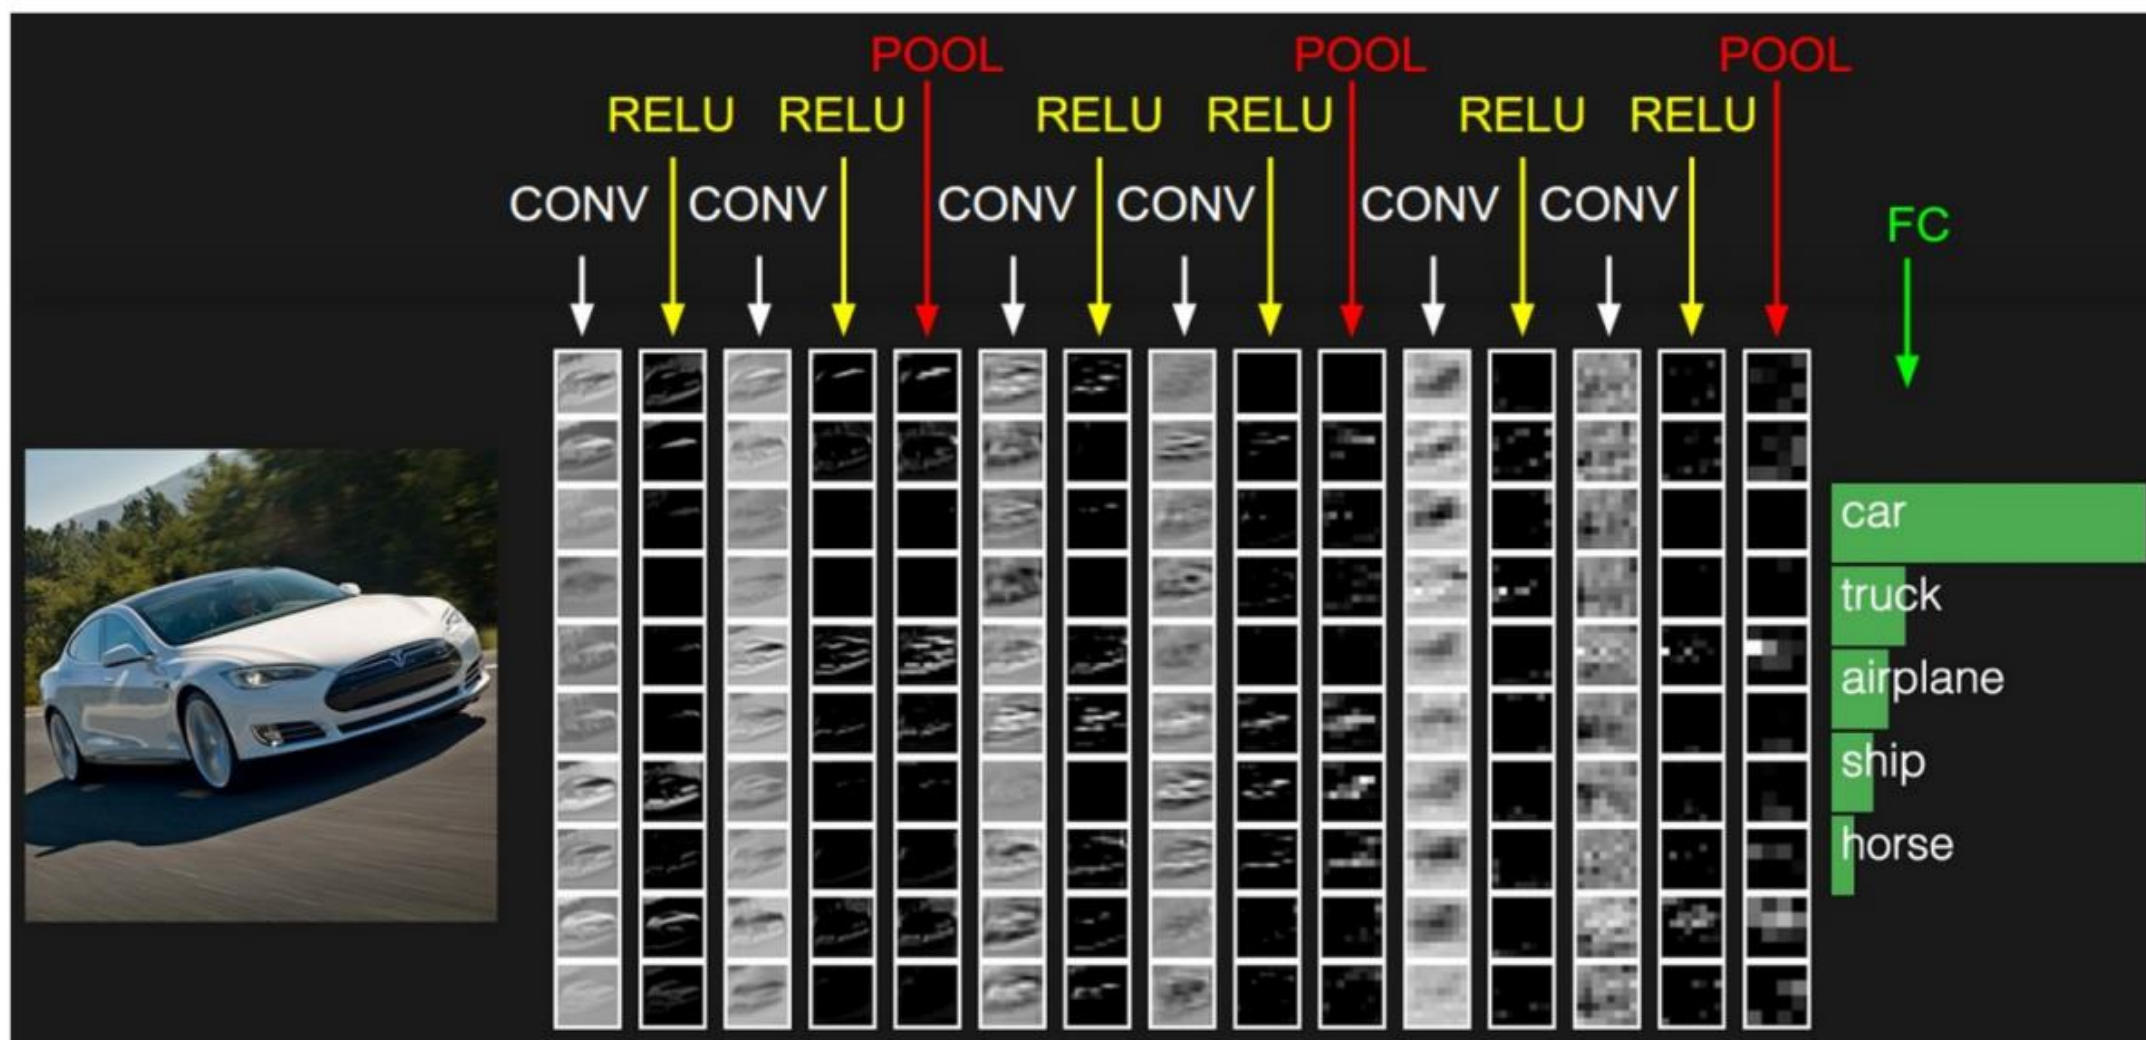 POOL POOL POOL
RELU RELU RELU RELU RELU RELU
CONV CONV CONV CONV CONV CONV
FC
car
truck
airplane
ship
horse